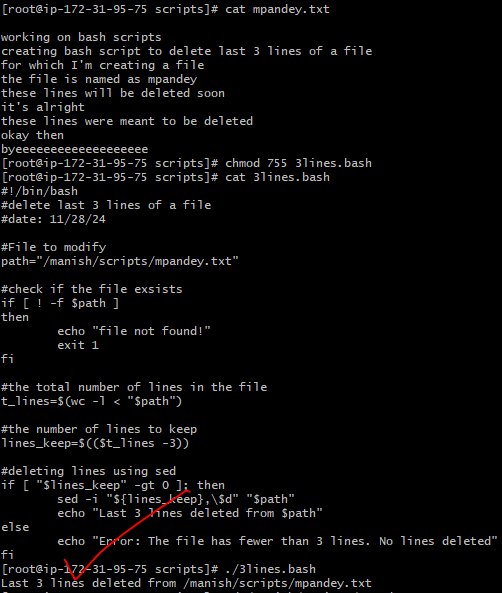 [root@ip-172-31-95-75 scripts]# cat mpandey.txt

working on bash scripts
creating bash script to delete last 3 lines of a file
for which I'm creating a file
the file is named as mpandey
these lines will be deleted soon
it's alright
these lines were meant to be deleted
okay then
byeeeeeeeeeeeeeeeeeee
[root@ip-172-31-95-75 scripts]# chmod 755 3lines.bash
[root@ip-172-31-95-75 scripts]# cat 3lines.bash
#!/bin/bash
#delete last 3 lines of a file
#date: 11/28/24

#File to modify
path="/manish/scripts/mpandey.txt"

#check if the file exsists
if [ ! -f $path ]
then
        echo "file not found!"
        exit 1
fi

#the total number of lines in the file
t_lines=$(wc -l < "$path")

#the number of lines to keep
lines_keep=$(($t_lines -3))

#deleting lines using sed
if [ "$lines_keep" -gt 0 ]; then
        sed -i "${lines_keep},\$d" "$path"
        echo "Last 3 lines deleted from $path"
else
        echo "Error: The file has fewer than 3 lines. No lines deleted"
fi
[root@ip-172-31-95-75 scripts]# ./3lines.bash
Last 3 lines deleted from /manish/scripts/mpandey.txt